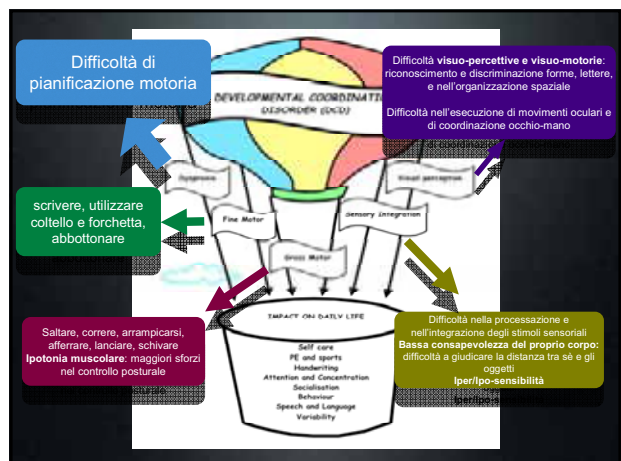 Difficoltà di
pianificazione motoria
Difficoltà visuo-percettive e visuo-motorie:
riconoscimento e discriminazione forme, lettere,
e nell'organizzazione spaziale
Difficoltà nell'esecuzione di movimenti oculari e
di coordinazione occhio-mano
DEVELOPMENTAL COORDINATI
DISORDER (DCD)
Dyspraxia
Visual perception
scrivere, utilizzare
coltello e forchetta,
abbottonare
Fine Motor
Sensory Integration
Gross Motor
Saltare, correre, arrampicarsi,
afferrare, lanciare, schivare
Ipotonia muscolare: maggiori sforzi
nel controllo posturale
IMPACT ON DAILY LIFE
Self care
PE and sports
Handwriting
Attention and Concentration
Socialisation
Behaviour
Speech and Language
Variability
Difficoltà nella processazione e
nell'integrazione degli stimoli sensoriali
Bassa consapevolezza del proprio corpo:
difficoltà a giudicare la distanza tra sè e gli
oggetti
Iper/Ipo-sensibilità